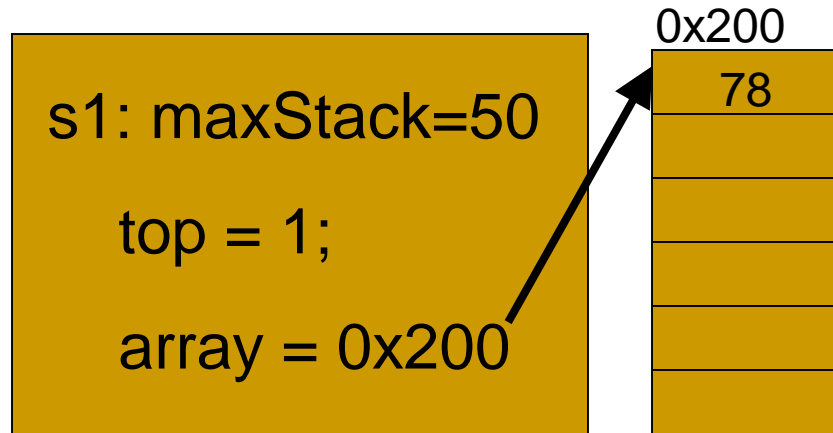 s1: maxStack=50
top = 1;
array = 0x200
0x200
78